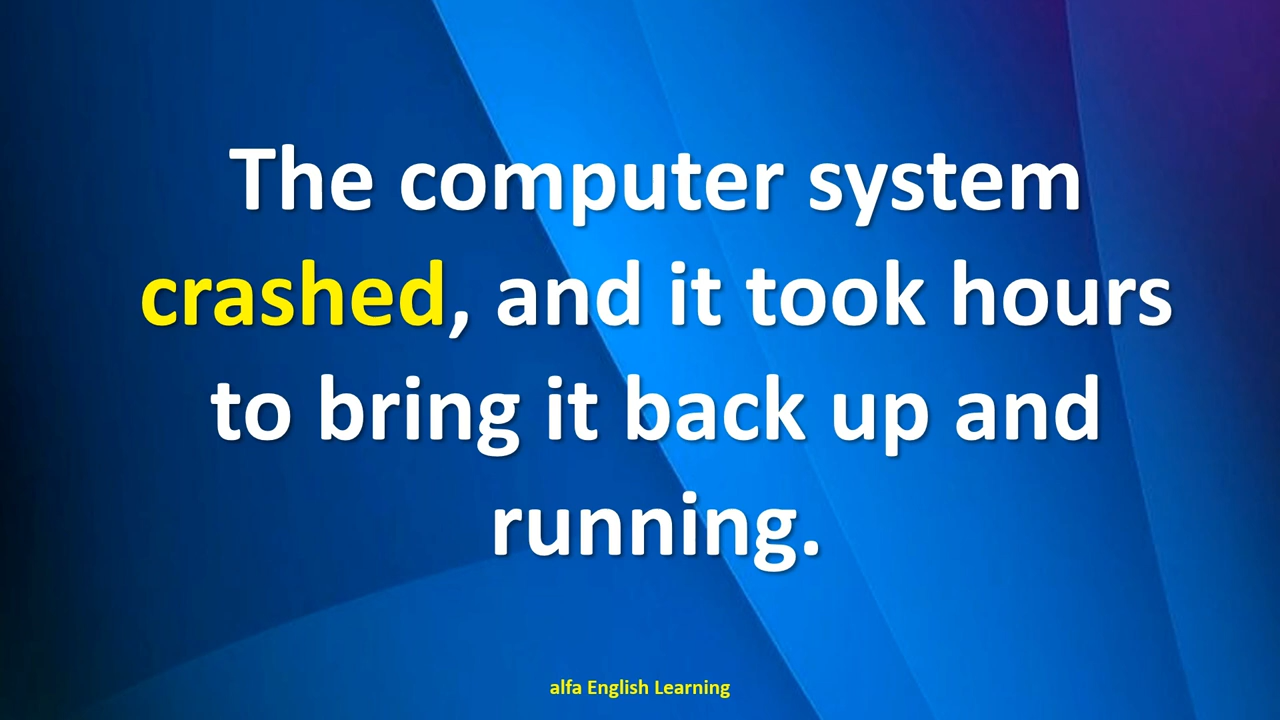 The computer system
crashed, and it took hours
to bring it back up and
running.
alfa English Learning